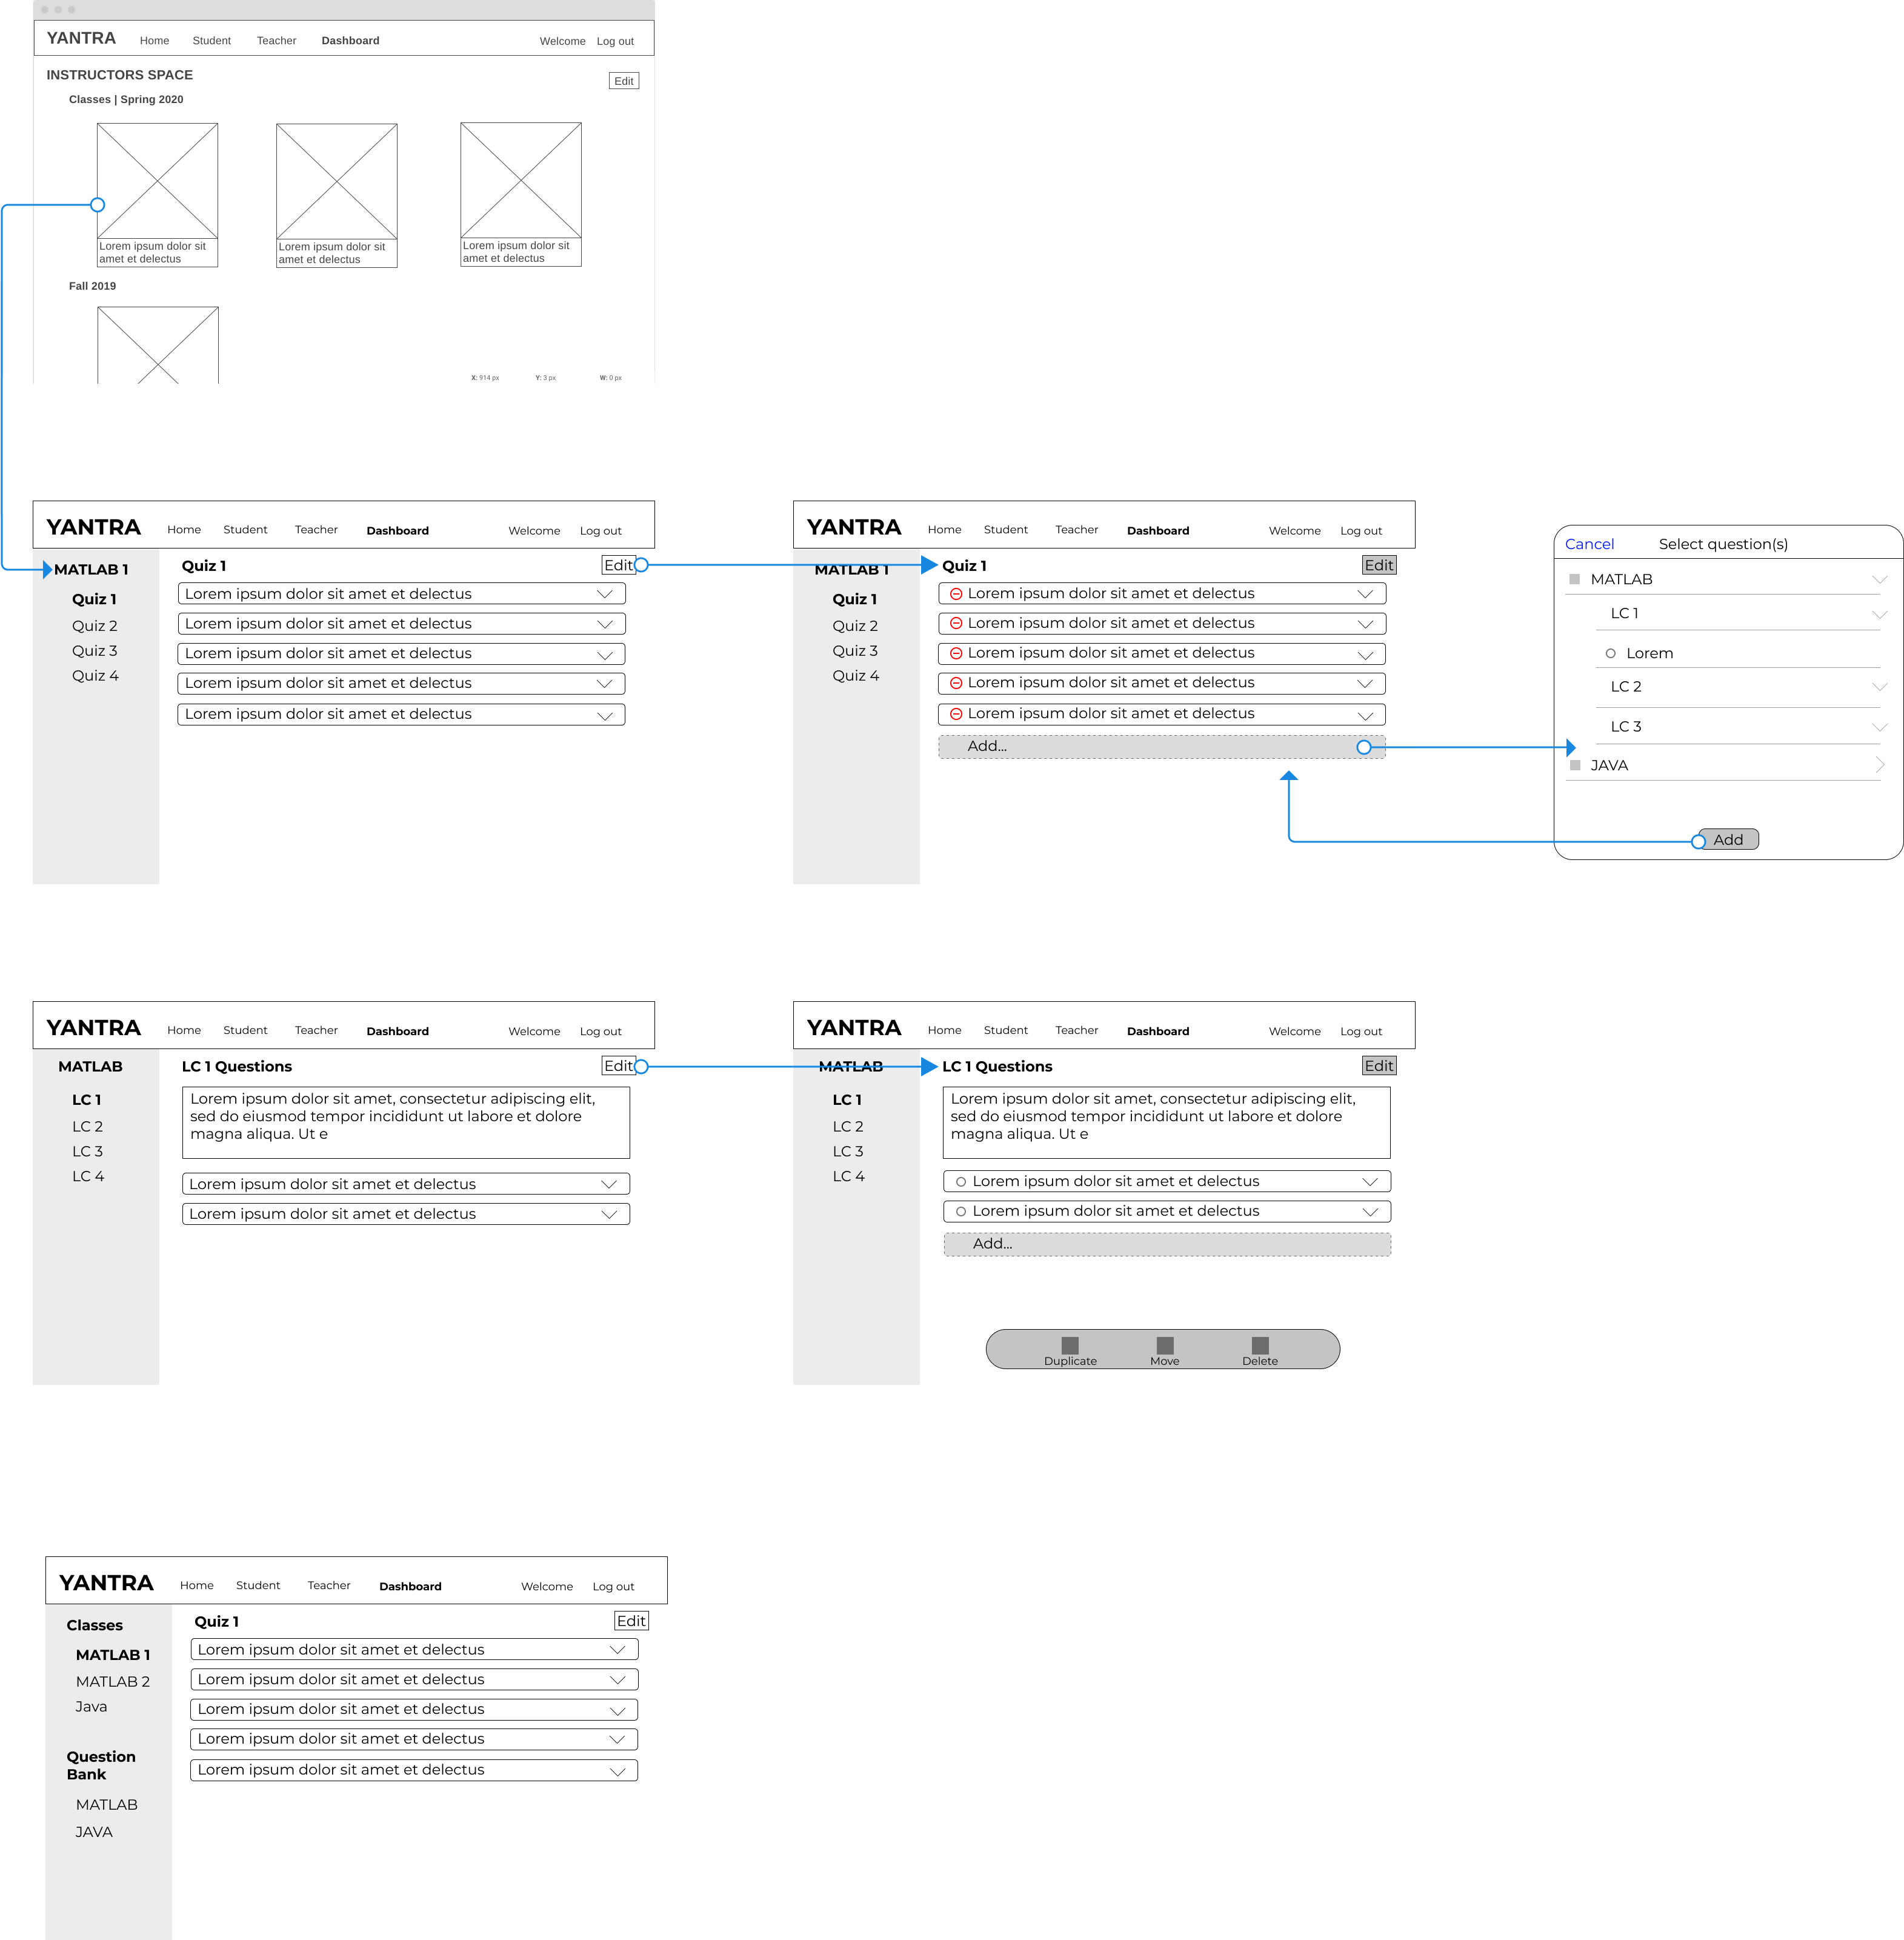 YANTRA Home Student Teacher Dashboard Welcome Log out
INSTRUCTORS SPACE
Edit
Classes | Spring 2020
Lorem ipsum dolor sit
amet et delectus
Lorem ipsum dolor sit
amet et delectus
Lorem ipsum dolor sit
amet et delectus
Fall 2019
X: 914 px Y: 3 px W: 0 px
YANTRA Home Student Teacher Dashboard Welcome Log out
MATLAB 1
Quiz 1
Quiz 2
Quiz 3
Quiz 4
Quiz 1
Edit
Lorem ipsum dolor sit amet et delectus
Lorem ipsum dolor sit amet et delectus
Lorem ipsum dolor sit amet et delectus
Lorem ipsum dolor sit amet et delectus
Lorem ipsum dolor sit amet et delectus
YANTRA Home Student Teacher Dashboard Welcome Log out
MATLAB 1
Quiz 1
Quiz 2
Quiz 3
Quiz 4
Quiz 1
Edit
Lorem ipsum dolor sit amet et delectus
Lorem ipsum dolor sit amet et delectus
Lorem ipsum dolor sit amet et delectus
Lorem ipsum dolor sit amet et delectus
Lorem ipsum dolor sit amet et delectus
Add...
Cancel Select question(s)
MATLAB
LC 1
Lorem
LC 2
LC 3
JAVA
Add
YANTRA Home Student Teacher Dashboard Welcome Log out
MATLAB
LC 1
LC 2
LC 3
LC 4
LC 1 Questions
Edit
Lorem ipsum dolor sit amet, consectetur adipiscing elit,
sed do eiusmod tempor incididunt ut labore et dolore
magna aliqua. Ut e
Lorem ipsum dolor sit amet et delectus
Lorem ipsum dolor sit amet et delectus
YANTRA Home Student Teacher Dashboard Welcome Log out
MATLAB
LC 1
LC 2
LC 3
LC 4
LC 1 Questions
Edit
Lorem ipsum dolor sit amet, consectetur adipiscing elit,
sed do eiusmod tempor incididunt ut labore et dolore
magna aliqua. Ut e
Lorem ipsum dolor sit amet et delectus
Lorem ipsum dolor sit amet et delectus
Add...
Duplicate Move Delete
YANTRA Home Student Teacher Dashboard Welcome Log out
Classes
MATLAB 1
MATLAB 2
Java
Question
Bank
MATLAB
JAVA
Quiz 1
Edit
Lorem ipsum dolor sit amet et delectus
Lorem ipsum dolor sit amet et delectus
Lorem ipsum dolor sit amet et delectus
Lorem ipsum dolor sit amet et delectus
Lorem ipsum dolor sit amet et delectus